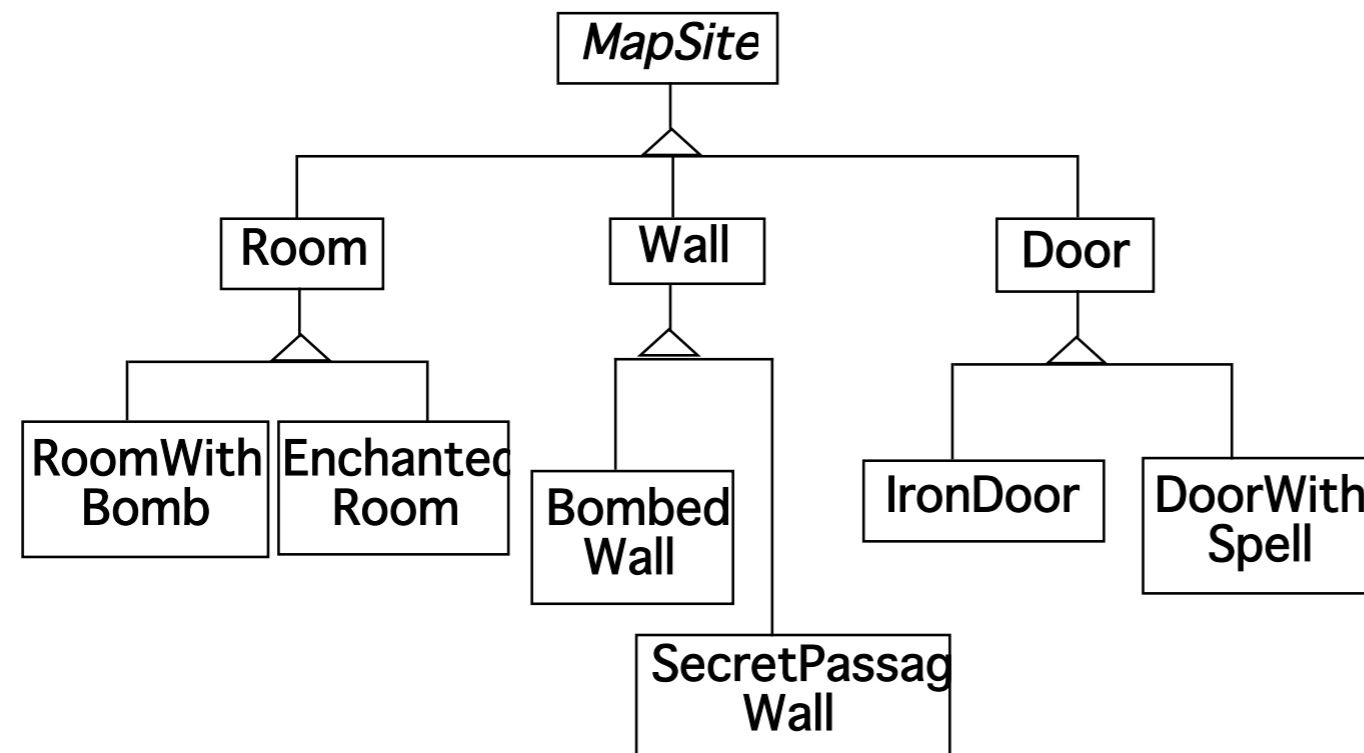 MapSite
Room
Wall
Door
RoomWith
Bomb
Enchanted
Room
Bombed
Wall
IronDoor
DoorWith
Spell
SecretPassag
Wall